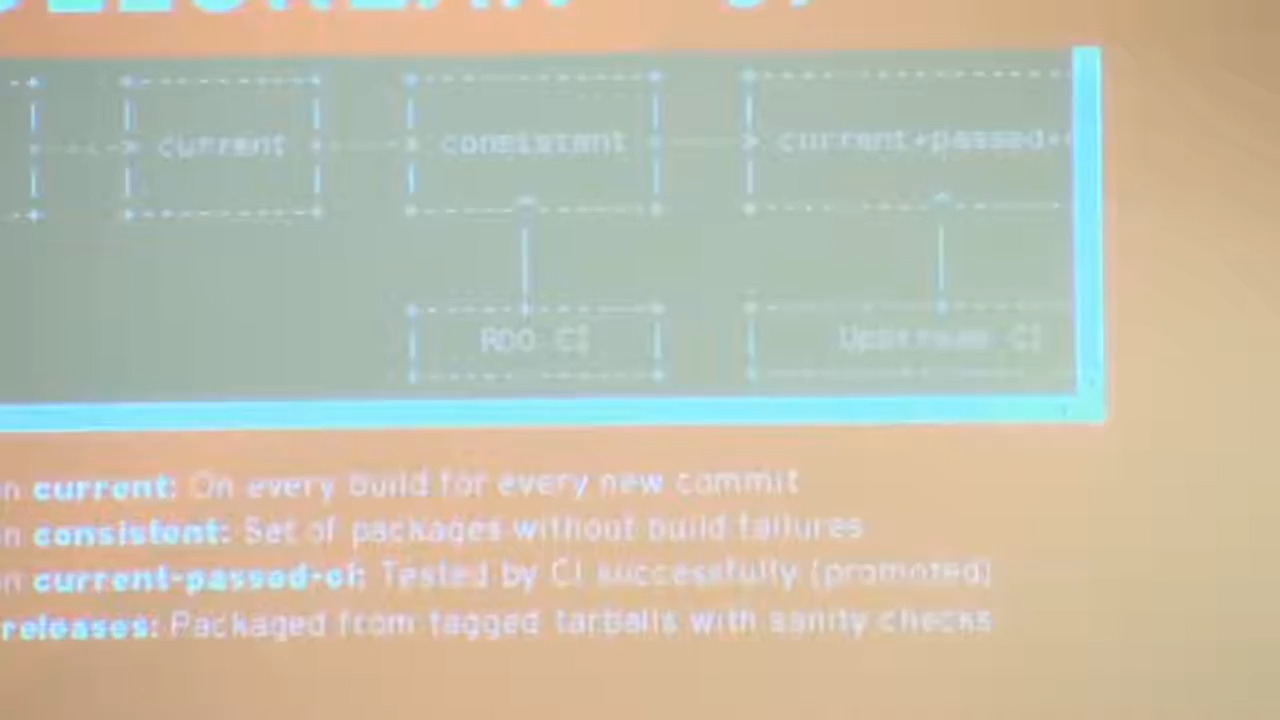 current
consistent
current+passed+
RDO CI
Upstream CI
current: On every build for every new commit
consistent: Set of packages without build failures
current-passed-ci: Tested by CI successfully (promoted)
releases: Packaged from tagged tarballs with sanity checks